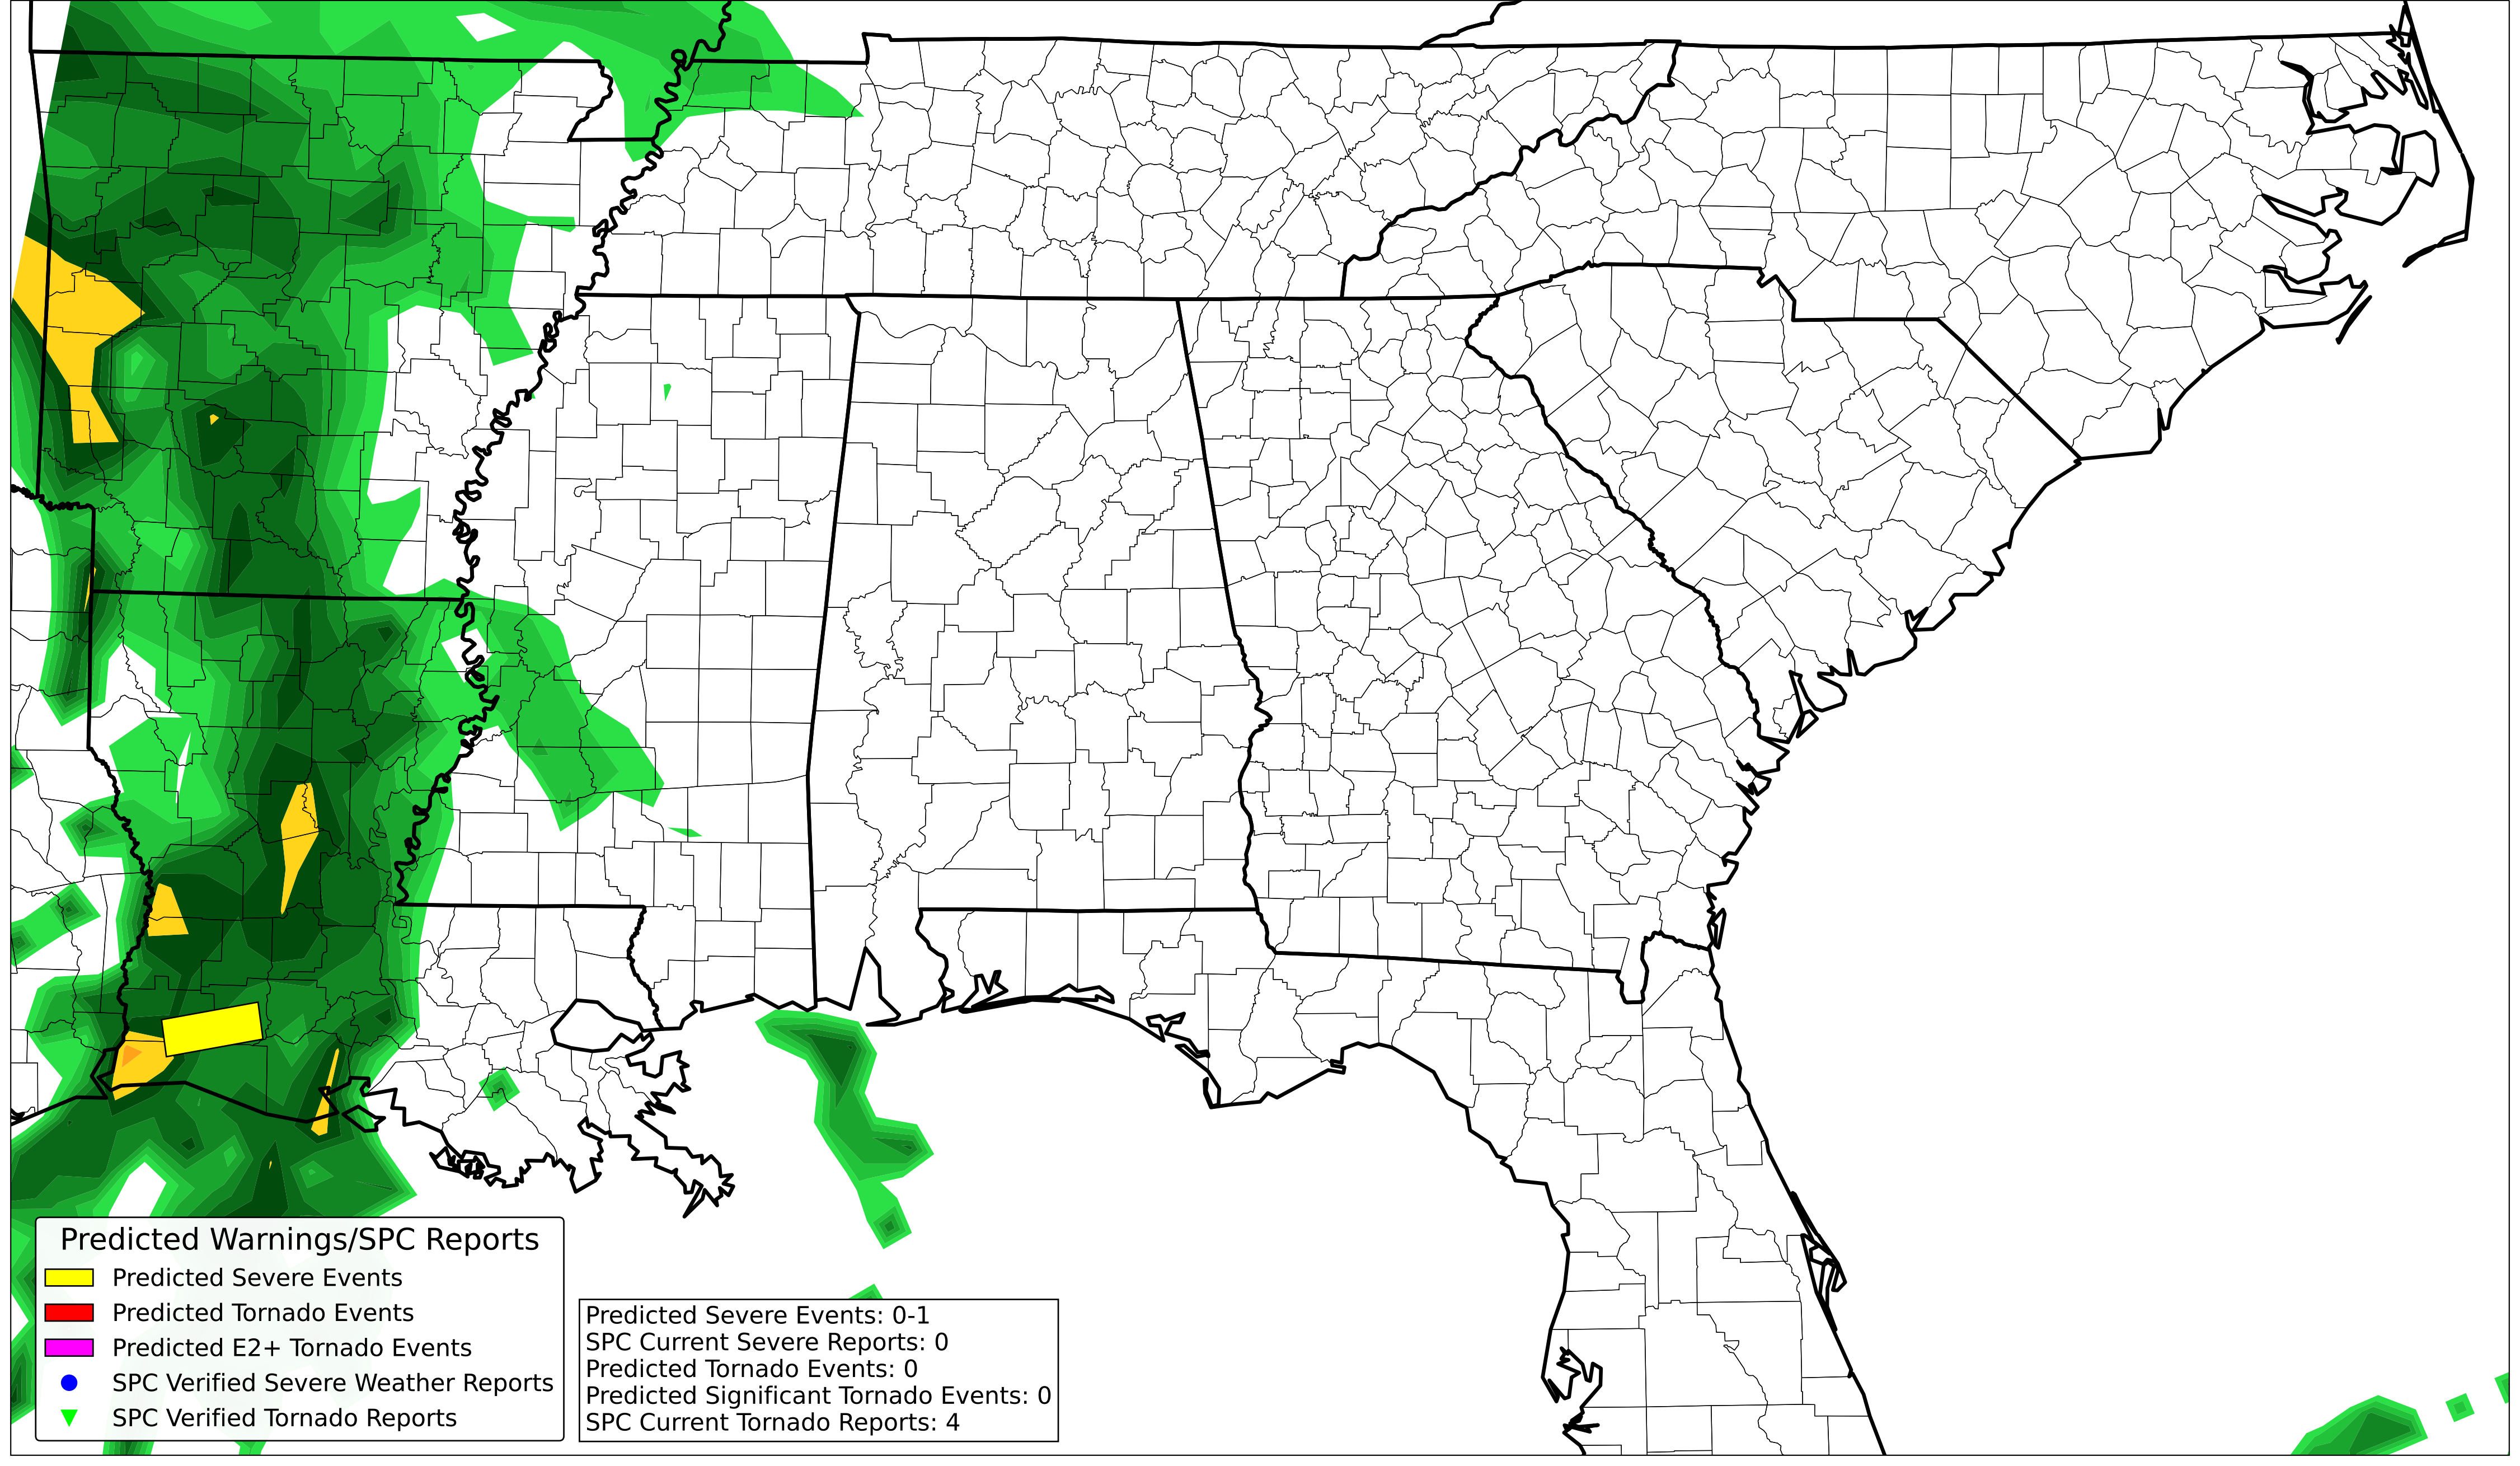 Predicted Warnings/SPC Reports
Predicted Severe Events
Predicted Tornado Events
Predicted E2+ Tornado Events
SPC Verified Severe Weather Reports
SPC Verified Tornado Reports
Predicted Severe Events: 0-1
SPC Current Severe Reports: 0
Predicted Tornado Events: 0
Predicted Significant Tornado Events: 0
SPC Current Tornado Reports: 4